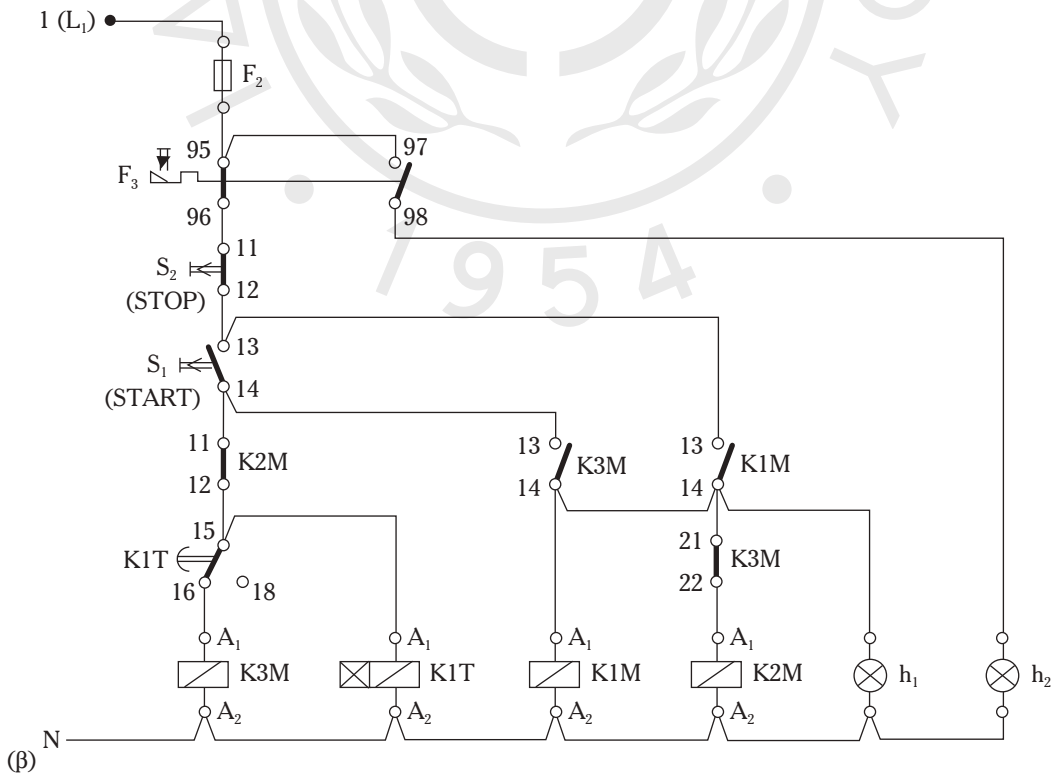 1 (L₁)
F₂
95
97
F₃
96
98
11
S₂
(STOP)
12
1954
13
S₁
(START)
14
11
K2M
12
13
K3M
14
13
K1M
14
15
K1T
16
18
21
K3M
22
A₁
A₁
A₁
A₁
K3M
K1T
K1M
K2M
h₁
h₂
A₂
A₂
A₂
A₂
N
(β)